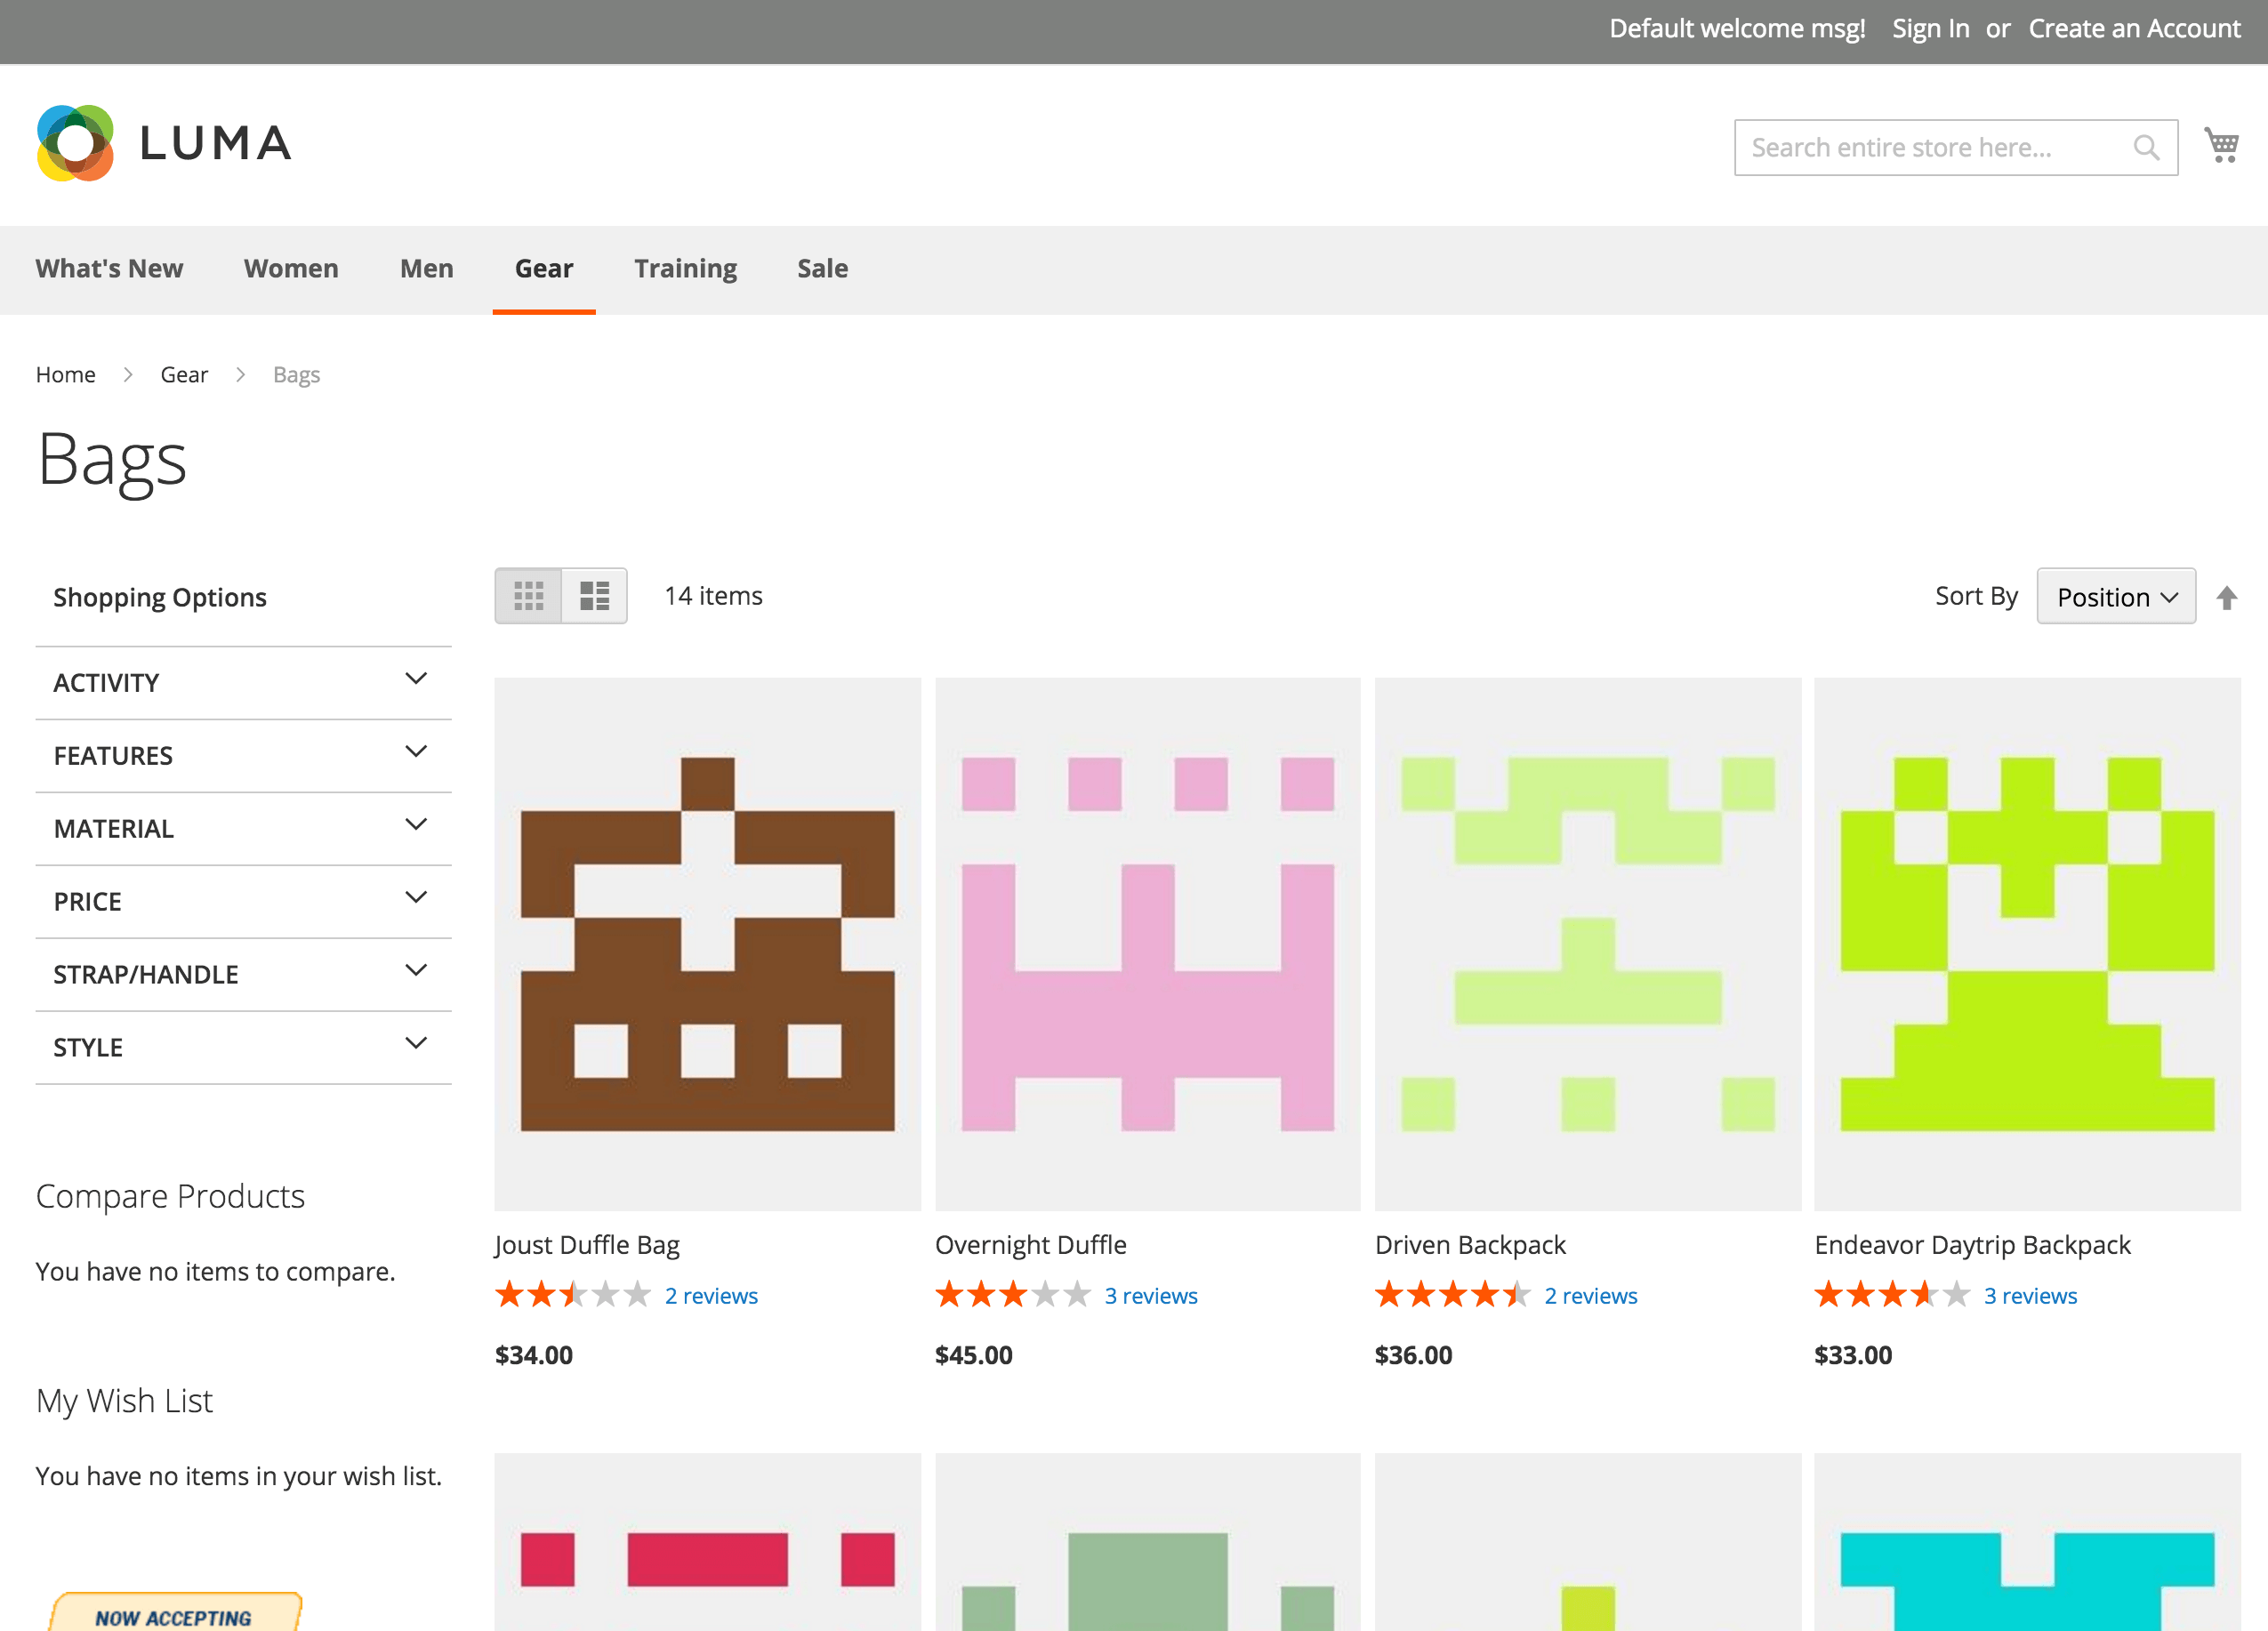 Default welcome msg! Sign In or Create an Account
LUMA
Search entire store here...
What's New Women Men Gear Training Sale
Home Gear Bags
Bags
Shopping Options
ACTIVITY
FEATURES
MATERIAL
PRICE
STRAP/HANDLE
STYLE
Compare Products
You have no items to compare.
My Wish List
You have no items in your wish list.
NOW ACCEPTING
14 items
Sort By Position
Joust Duffle Bag
2 reviews
$34.00
Overnight Duffle
3 reviews
$45.00
Driven Backpack
2 reviews
$36.00
Endeavor Daytrip Backpack
3 reviews
$33.00